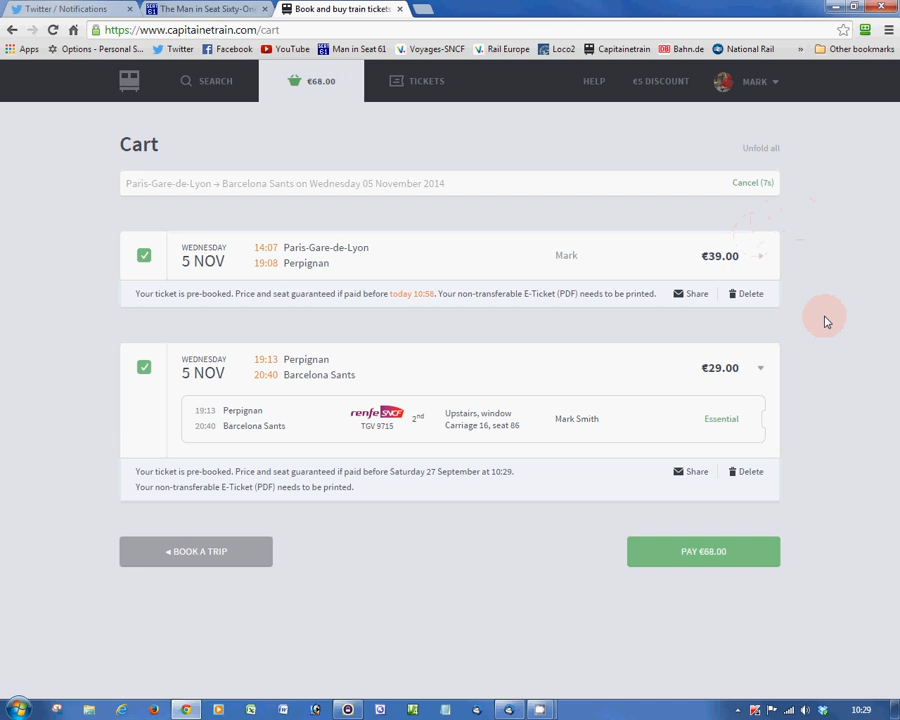 Twitter / Notifications
The Man in Seat Sixty-One
Book and buy train tickets
https://www.capitainetrain.com/cart
Apps
Options - Personal S...
Twitter
Facebook
YouTube
Man in Seat 61
Voyages-SNCF
Rail Europe
Loco2
Capitainetrain
Bahn.de
National Rail
»
Other bookmarks
SEARCH
€68.00
TICKETS
HELP
€5 DISCOUNT
MARK
Cart
Unfold all
Paris-Gare-de-Lyon → Barcelona Sants on Wednesday 05 November 2014
Cancel (7s)
WEDNESDAY
5 NOV
14:07 Paris-Gare-de-Lyon
19:08 Perpignan
Mark
€39.00
Your ticket is pre-booked. Price and seat guaranteed if paid before today 10:58. Your non-transferable E-Ticket (PDF) needs to be printed.
Share
Delete
WEDNESDAY
5 NOV
19:13 Perpignan
20:40 Barcelona Sants
€29.00
19:13 Perpignan
20:40 Barcelona Sants
renfe SNCF
TGV 9715
2nd
Upstairs, window
Carriage 16, seat 86
Mark Smith
Essential
Your ticket is pre-booked. Price and seat guaranteed if paid before Saturday 27 September at 10:29.
Your non-transferable E-Ticket (PDF) needs to be printed.
Share
Delete
◂ BOOK A TRIP
PAY €68.00
10:29